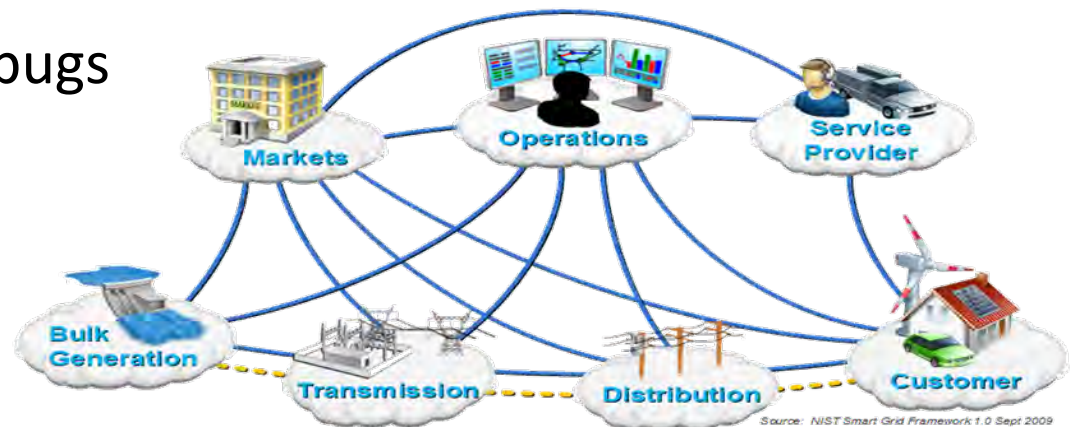 bugs
MARKET
Markets
Operations
Service
Provider
Bulk
Generation
Transmission
Distribution
Customer
Source: NIST Smart Grid Framework 1.0 Sept 2009